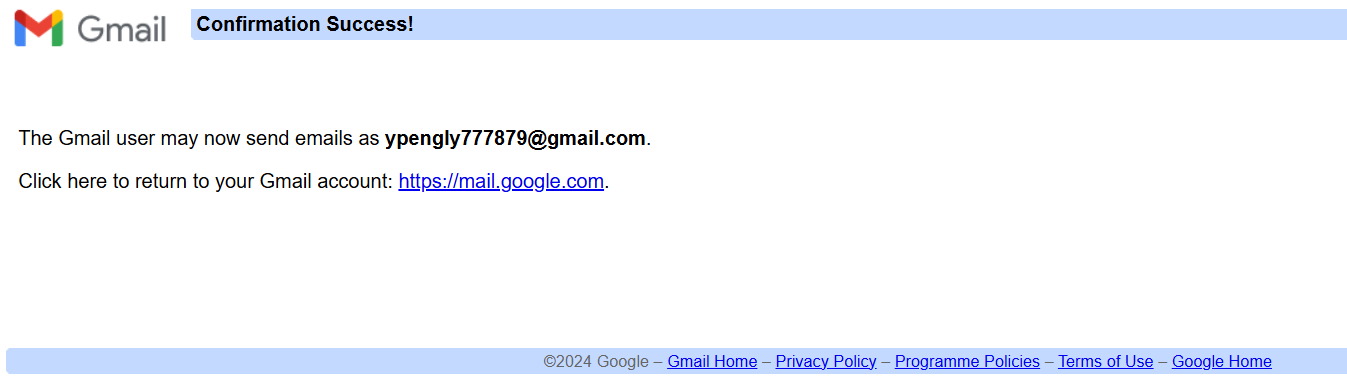 Gmail
Confirmation Success!
The Gmail user may now send emails as ypengly777879@gmail.com.
Click here to return to your Gmail account: https://mail.google.com.
©2024 Google – Gmail Home – Privacy Policy – Programme Policies – Terms of Use – Google Home